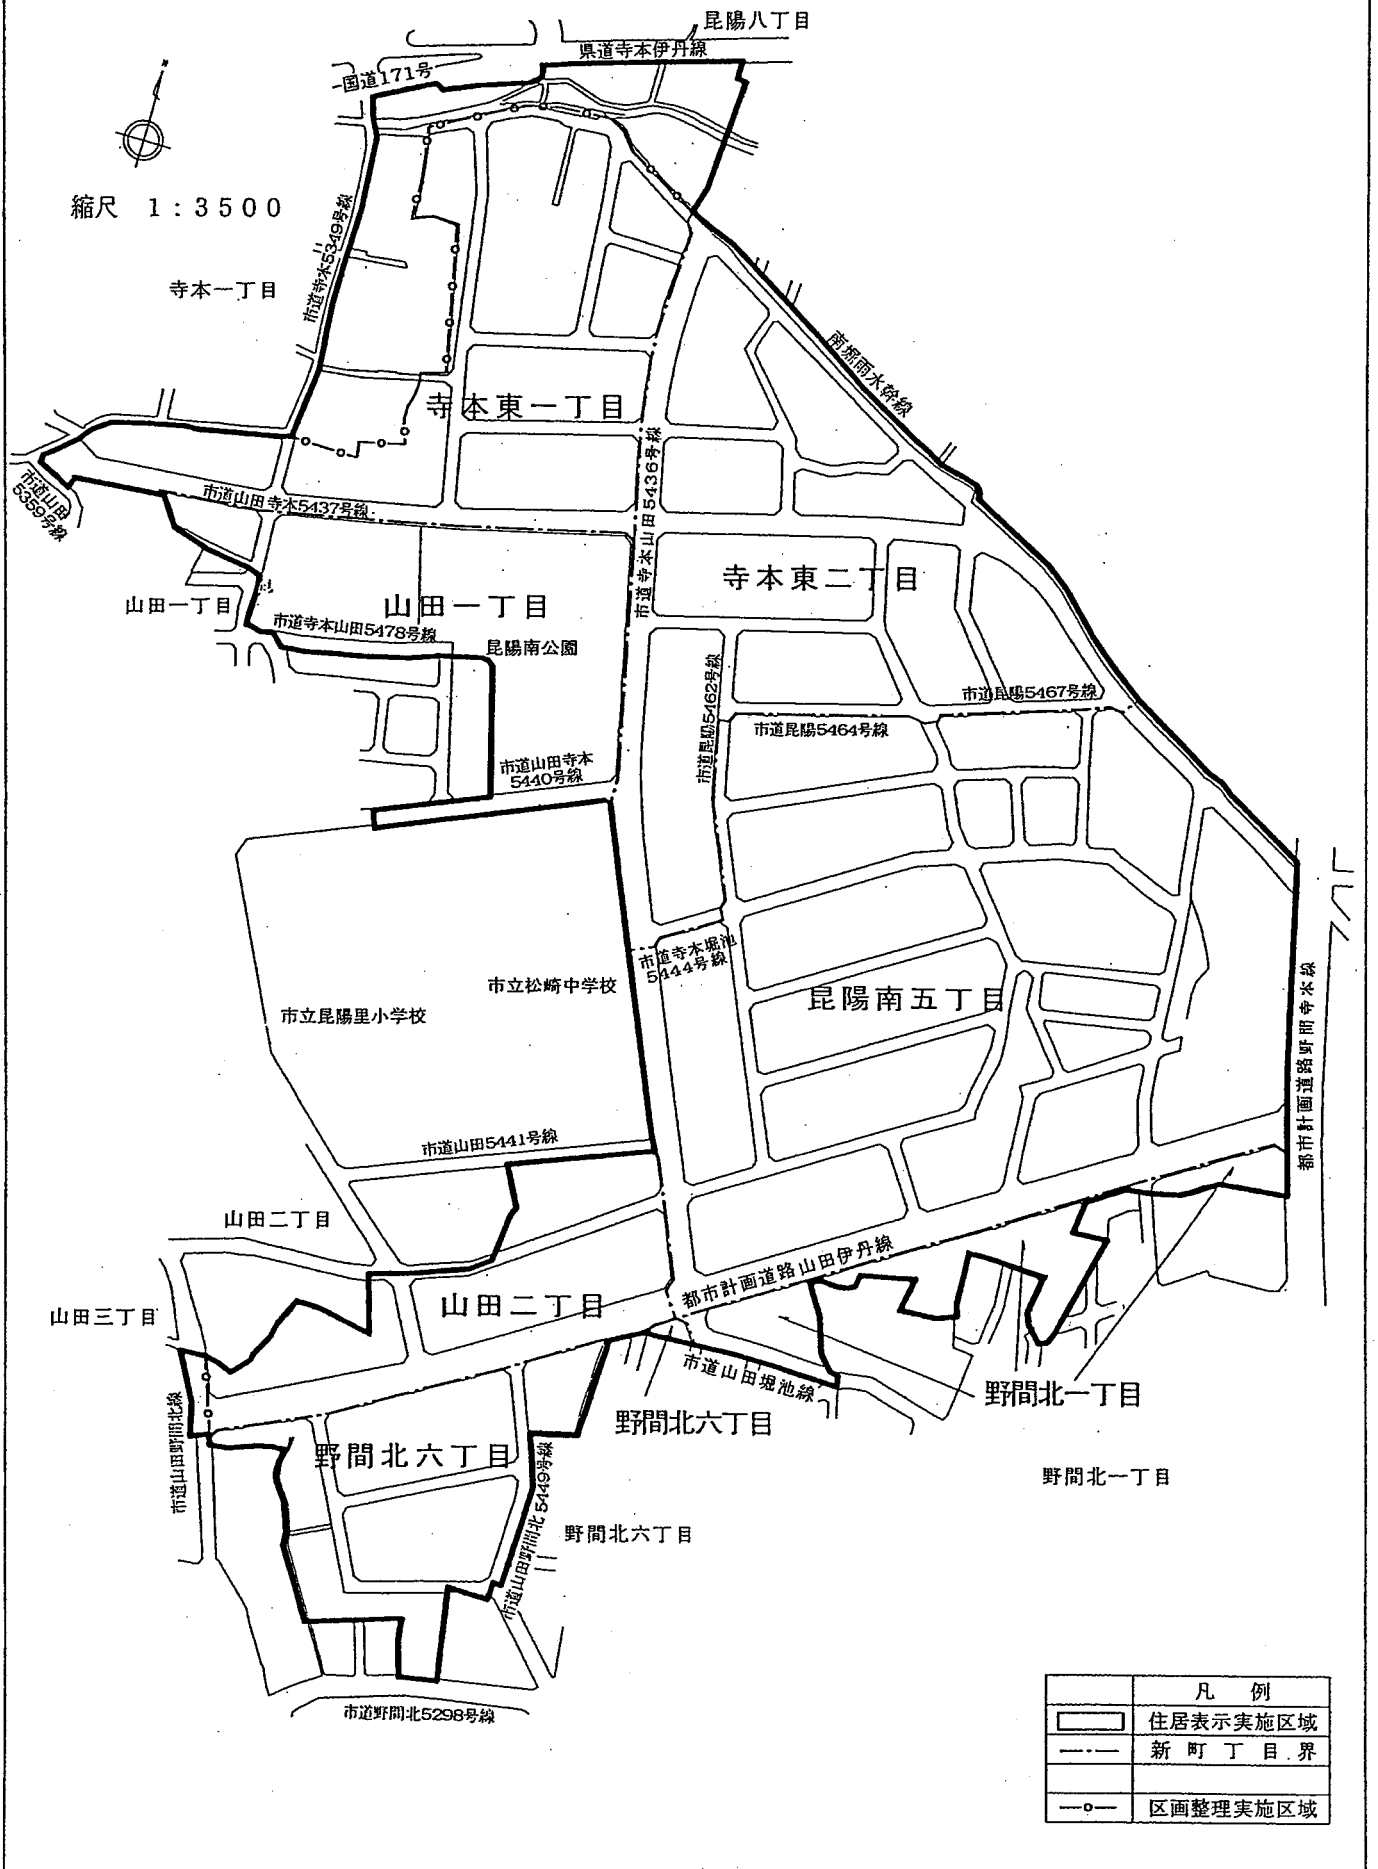 昆陽八丁目
県道寺本伊丹線
国道171号
縮尺 1:3500
市道寺本5349号線
寺本一丁目
南堀雨水幹線
寺本東一丁目
市道寺本山田5436号線
市道山田
5359号線
市道山田寺本5437号線
寺本東二丁目
山田一丁目
山田一丁目
市道寺本山田5478号線
昆陽南公園
市道昆陽5462号線
市道昆陽5467号線
市道昆陽5464号線
市道山田寺本
5440号線
市道寺本堀池
5444号線
市立松崎中学校
昆陽南五丁目
市立昆陽里小学校
都市計画道路野間寺本線
市道山田5441号線
山田二丁目
都市計画道路山田伊丹線
山田二丁目
山田三丁目
市道山田堀池線
野間北一丁目
市道山田野間北線
野間北六丁目
野間北六丁目
市道山田野間北5449号線
野間北一丁目
野間北六丁目
市道野間北5298号線
凡例
住居表示実施区域
新町丁目界
区画整理実施区域